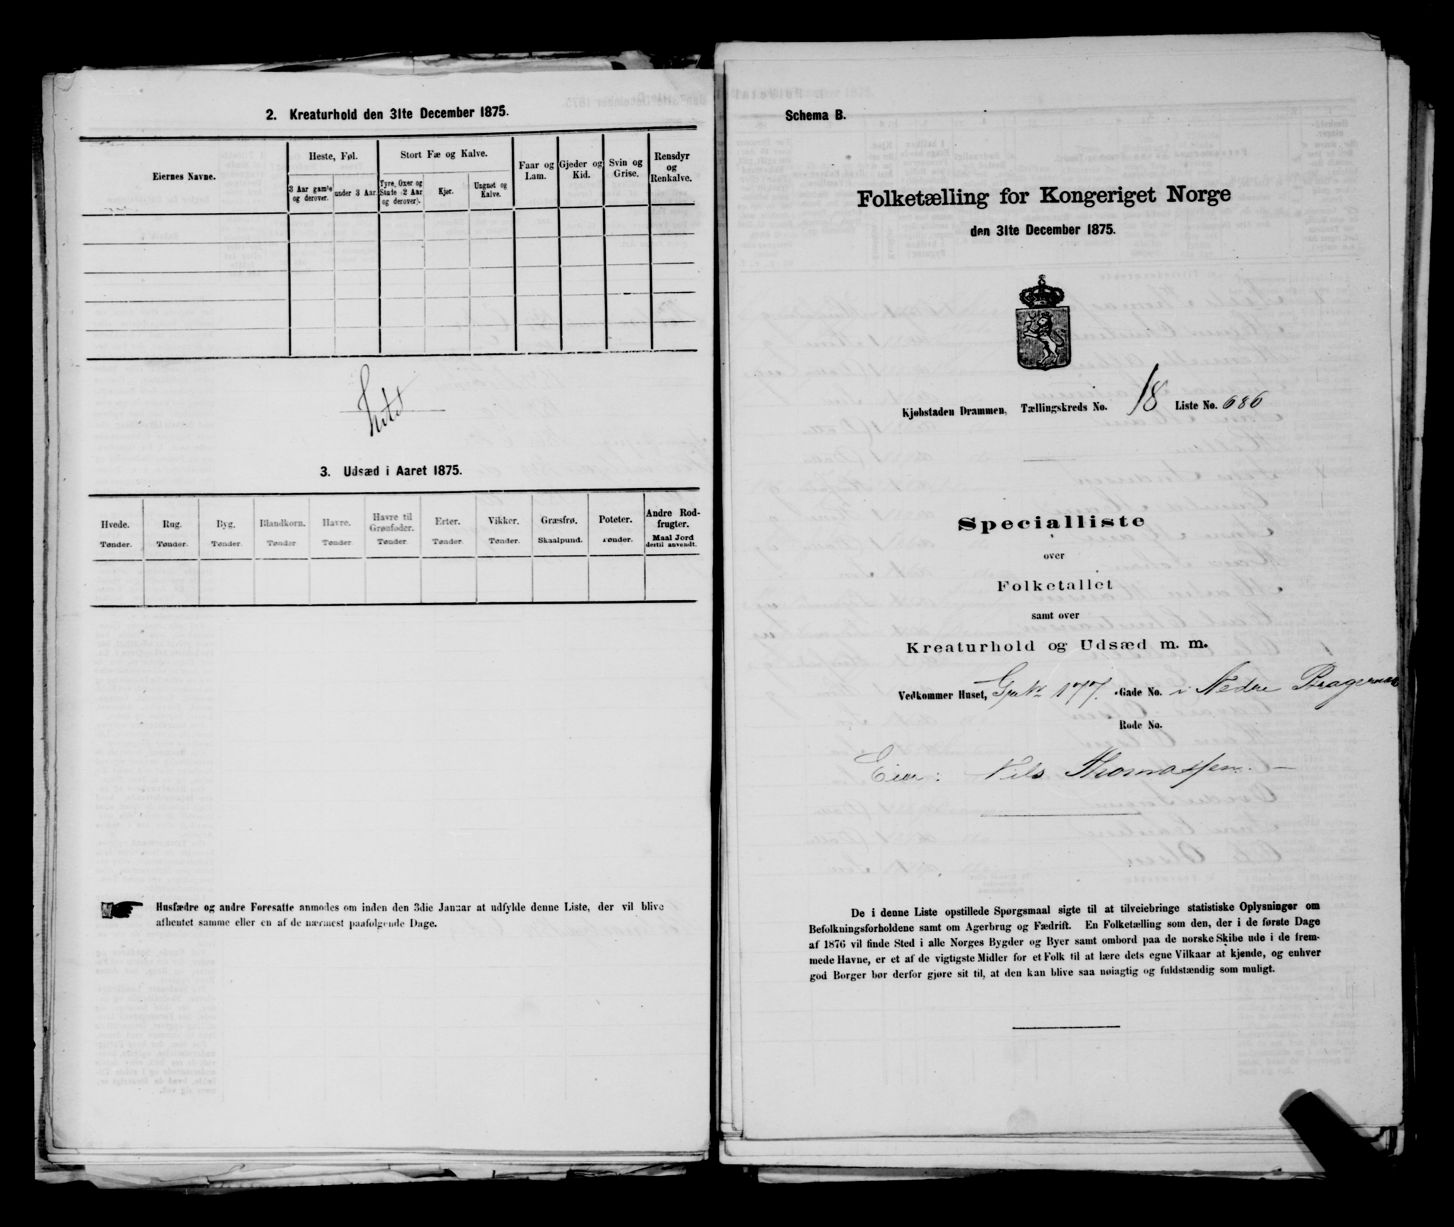 2. Kreaturhold den 31te December 1875.
Eiernes Navne.
Heste, Føl.
3 Aar gamle og derover.
under 3 Aar
Stort Fæ og Kalve.
Tyre, Oxer og Stude (2 Aar og derover).
Kjør.
Ungnøt og Kalve.
Faar og Lam.
Gjeder og Kid.
Svin og Grise.
Rensdyr og Renkalve.
3. Udsæd i Aaret 1875.
Hvede. Rug. Byg. Blandkorn. Havre. Havre til Grønfoder. Erter. Vikker. Græsfrø. Poteter. Andre Rodfrugter.
Tønder. Tønder. Tønder. Tønder Tønder. Tønder. Tønder. Tønder. Skaalpund. Tønder. Maal Jord dertil anvendt.
Husfædre og andre Foresatte anmodes om inden den 3die Januar at udfylde denne Liste, der vil blive
afhentet samme eller en af de nærmest paafølgende Dage.
Schema B.
Folketælling for Kongeriget Norge
den 31te December 1875.
Kjøbstaden Drammen, Tællingskreds No. 18 Liste No. 686
Specialliste
over
Folketallet
samt over
Kreaturhold og Udsæd m. m.
Vedkommer Huset, 177. Gade No. i Nedre Bragernæs
Rode No.
Eier: Nils Thomassen.
De i denne Liste opstillede Spørgsmaal sigte til at tilveiebringe statistiske Oplysninger om
Befolkningsforholdene samt om Agerbrug og Fædrift. En Folketælling som den, der i de første Dage
af 1876 vil finde Sted i alle Norges Bygder og Byer samt ombord paa de norske Skibe ude i de frem-
mede Havne, er et af de vigtigste Midler for et Folk til at lære dets egne Vilkaar at kjende, og enhver
god Borger bør derfor gjøre sit til, at den kan blive saa nøiagtig og fuldstændig som muligt.